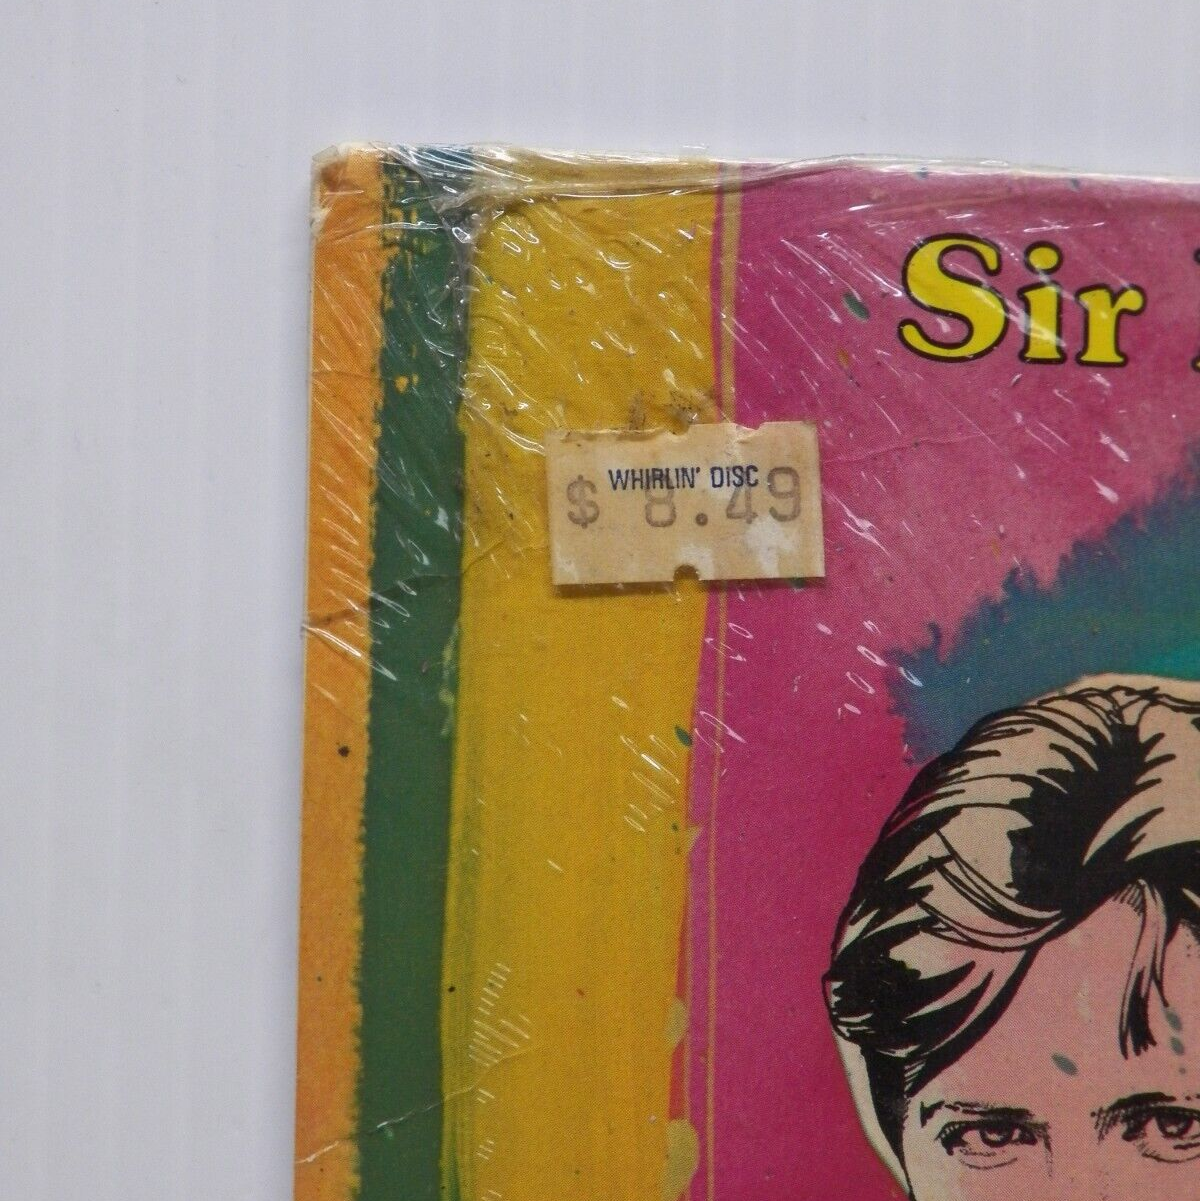 Sir
WHIRLIN' DISC
$ 8.49